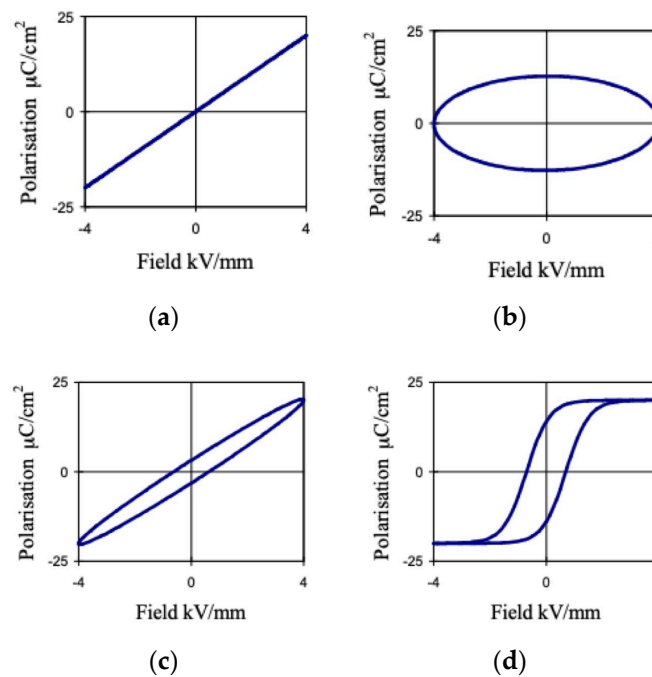 Polarisation µC/cm²
25
0
-25
-4 0 4
Field kV/mm
(a)
Polarisation µC/cm²
25
0
-25
-4 0
Field kV/mm
(b)
Polarisation µC/cm²
25
0
-25
-4 0 4
Field kV/mm
(c)
Polarisation µC/cm²
25
0
-25
-4 0
Field kV/mm
(d)